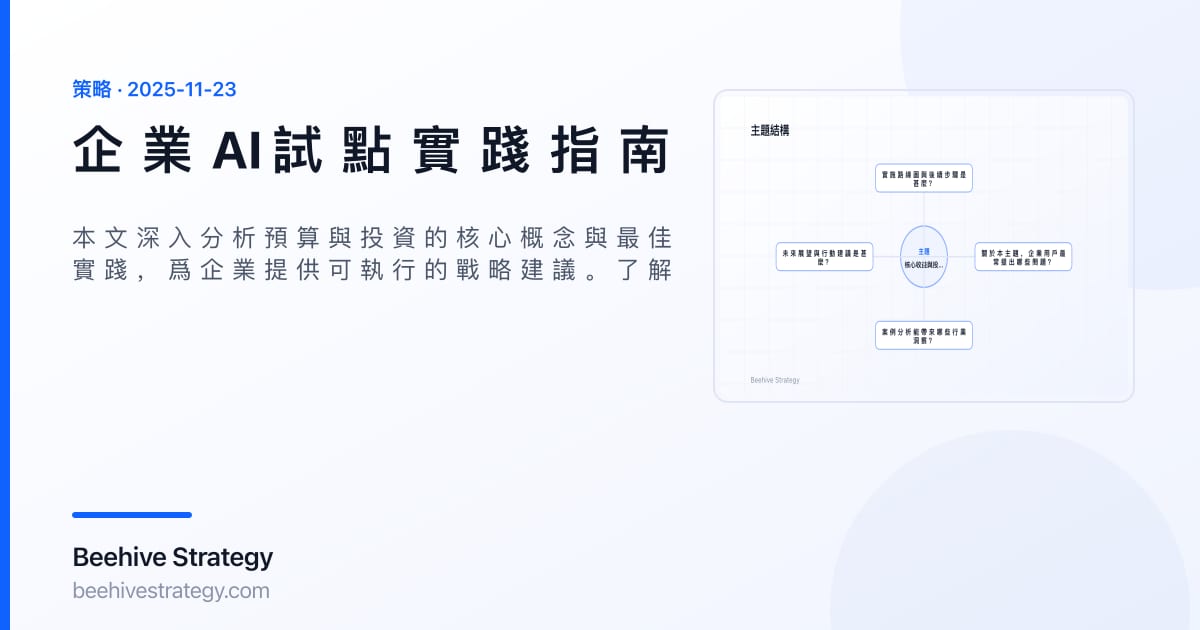 策略 · 2025-11-23
企業AI試點實踐指南
本文深入分析預算與投資的核心概念與最佳
實踐，爲企業提供可執行的戰略建議。了解
主題結構
實施路線圖與後續步驟是
甚麼？
未來展望與行動建議是甚
麼？
主題
核心收益與投...
關於本主題，企業用戶最
常提出哪些問題？
案例分析能帶來哪些行業
洞察？
Beehive Strategy
Beehive Strategy
beehivestrategy.com